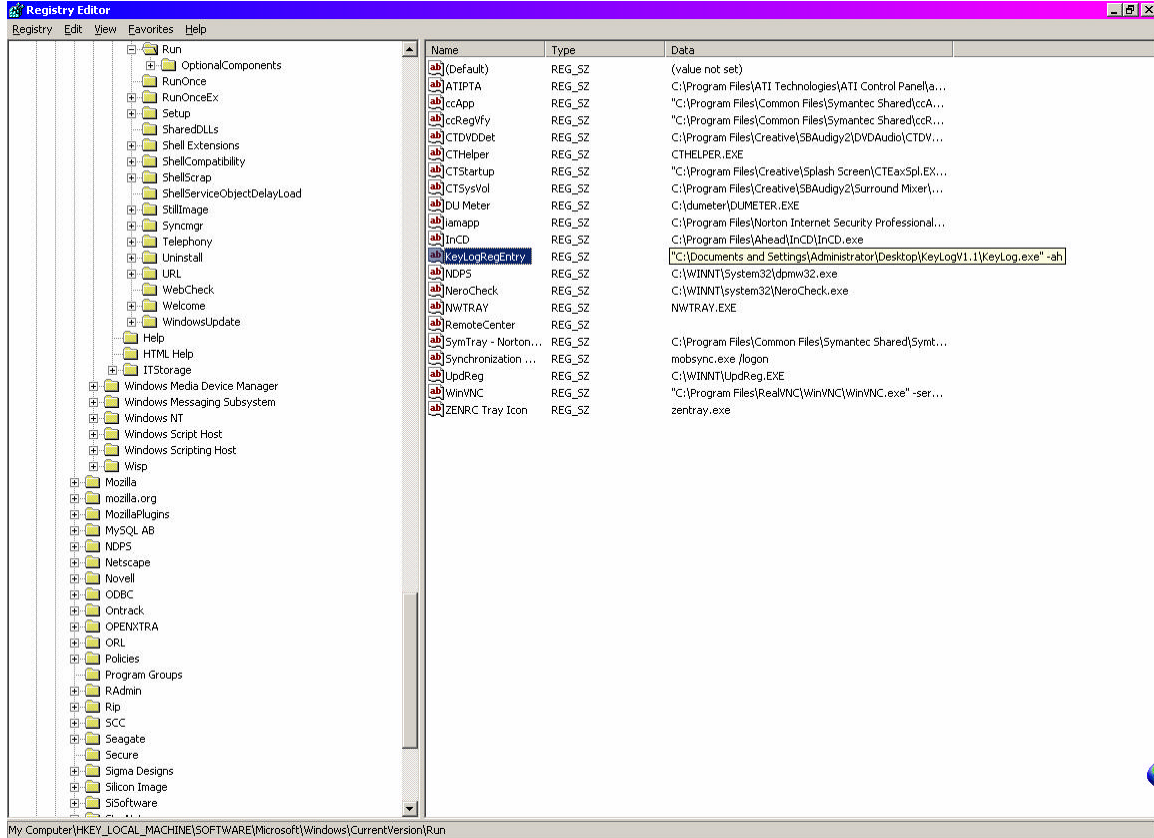 Registry Editor
Registry Edit View Favorites Help
Run
OptionalComponents
RunOnce
RunOnceEx
Setup
SharedDLLs
Shell Extensions
ShellCompatibility
ShellScrap
ShellServiceObjectDelayLoad
StillImage
Syncmgr
Telephony
Uninstall
URL
WebCheck
Welcome
WindowsUpdate
Help
HTML Help
ITStorage
Windows Media Device Manager
Windows Messaging Subsystem
Windows NT
Windows Script Host
Windows Scripting Host
Wisp
Mozilla
mozilla.org
MozillaPlugins
MySQL AB
NDPS
Netscape
Novell
ODBC
Ontrack
OPENXTRA
ORL
Policies
Program Groups
RAdmin
Rip
SCC
Seagate
Secure
Sigma Designs
Silicon Image
SiSoftware
Name Type Data
(Default) REG_SZ (value not set)
ATIPTA REG_SZ C:\Program Files\ATI Technologies\ATI Control Panel\a...
ccApp REG_SZ "C:\Program Files\Common Files\Symantec Shared\ccA...
ccRegVfy REG_SZ "C:\Program Files\Common Files\Symantec Shared\ccR...
CTDVDDet REG_SZ C:\Program Files\Creative\SBAudigy2\DVDAudio\CTDV...
CTHelper REG_SZ CTHELPER.EXE
CTStartup REG_SZ "C:\Program Files\Creative\Splash Screen\CTEaxSpl.EX...
CTSysVol REG_SZ C:\Program Files\Creative\SBAudigy2\Surround Mixer\...
DU Meter REG_SZ C:\dumeter\DUMETER.EXE
iamapp REG_SZ C:\Program Files\Norton Internet Security Professional...
InCD REG_SZ C:\Program Files\Ahead\InCD\InCD.exe
KeyLogRegEntry REG_SZ "C:\Documents and Settings\Administrator\Desktop\KeyLogV1.1\KeyLog.exe" -ah
NDPS REG_SZ C:\WINNT\System32\dpmw32.exe
NeroCheck REG_SZ C:\WINNT\system32\NeroCheck.exe
NWTRAY REG_SZ NWTRAY.EXE
RemoteCenter REG_SZ
SymTray - Norton... REG_SZ C:\Program Files\Common Files\Symantec Shared\Symt...
Synchronization ... REG_SZ mobsync.exe /logon
UpdReg REG_SZ C:\WINNT\UpdReg.EXE
WinVNC REG_SZ "C:\Program Files\RealVNC\WinVNC\WinVNC.exe" -ser...
ZENRC Tray Icon REG_SZ zentray.exe
My Computer\HKEY_LOCAL_MACHINE\SOFTWARE\Microsoft\Windows\CurrentVersion\Run